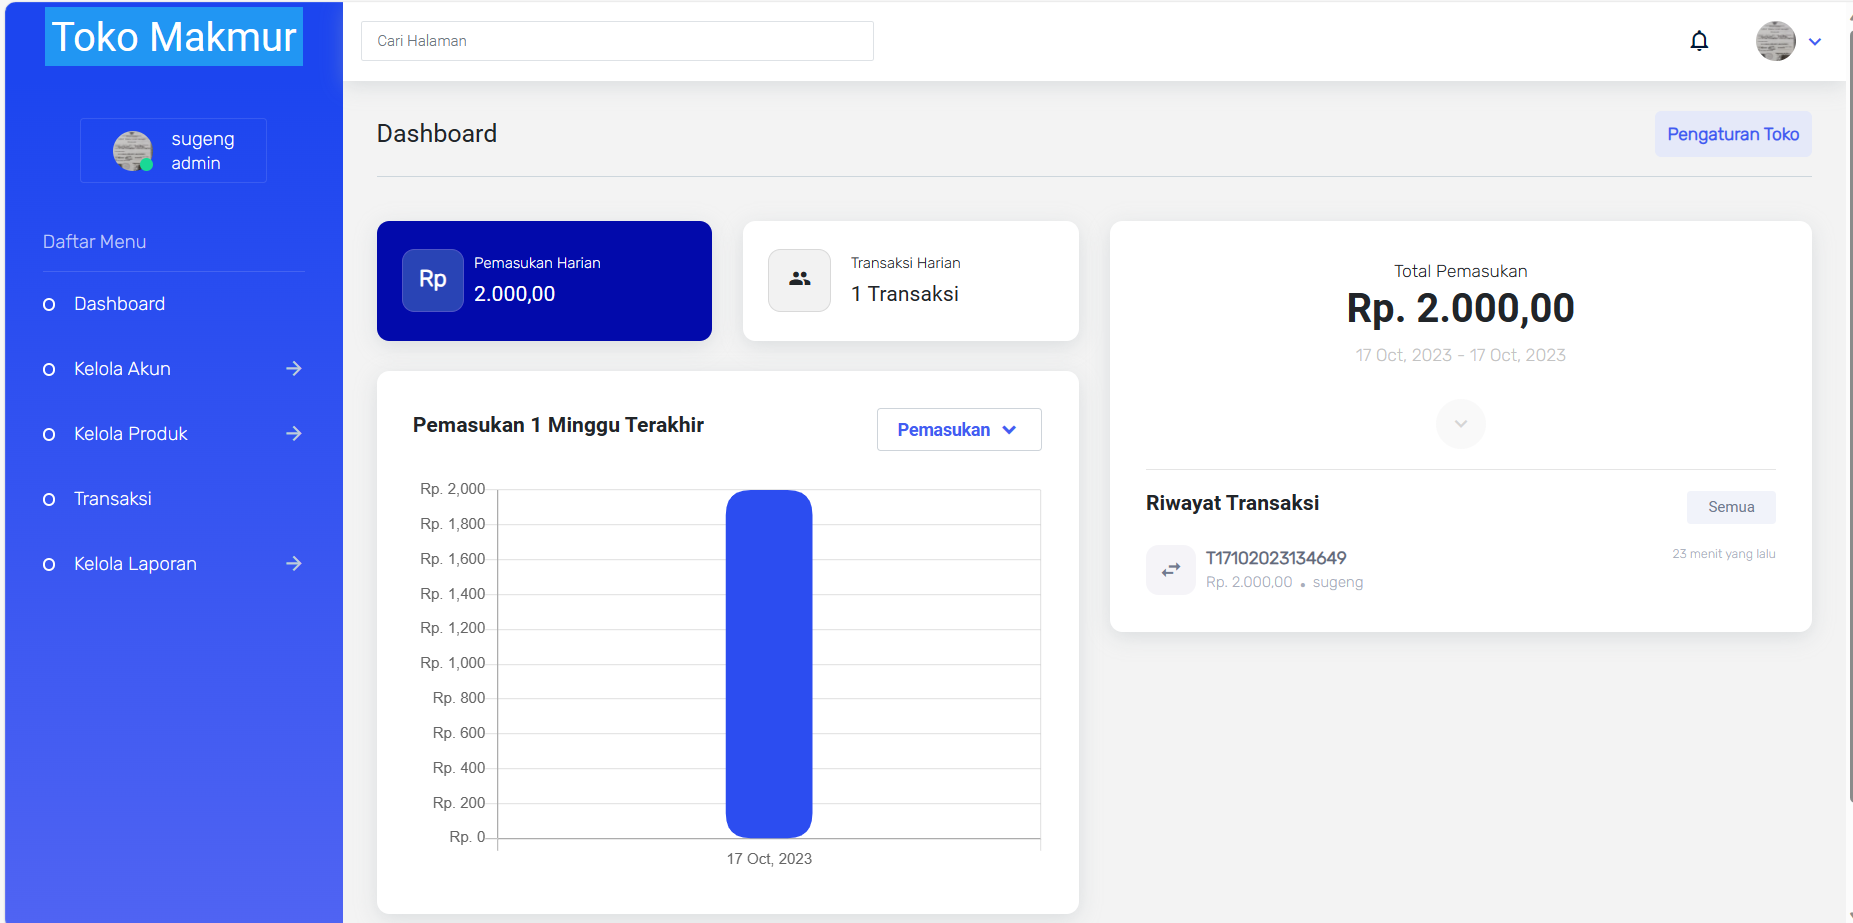 Toko Makmur
Cari Halaman
sugeng
admin
Daftar Menu
Dashboard
Kelola Akun
Kelola Produk
Transaksi
Kelola Laporan
Dashboard
Pengaturan Toko
Rp
Pemasukan Harian
2.000,00
Transaksi Harian
1 Transaksi
Pemasukan 1 Minggu Terakhir
Pemasukan
Rp. 2,000
Rp. 1,800
Rp. 1,600
Rp. 1,400
Rp. 1,200
Rp. 1,000
Rp. 800
Rp. 600
Rp. 400
Rp. 200
Rp. 0
17 Oct, 2023
Total Pemasukan
Rp. 2.000,00
17 Oct, 2023 - 17 Oct, 2023
Riwayat Transaksi
Semua
T17102023134649
23 menit yang lalu
Rp. 2.000,00 • sugeng